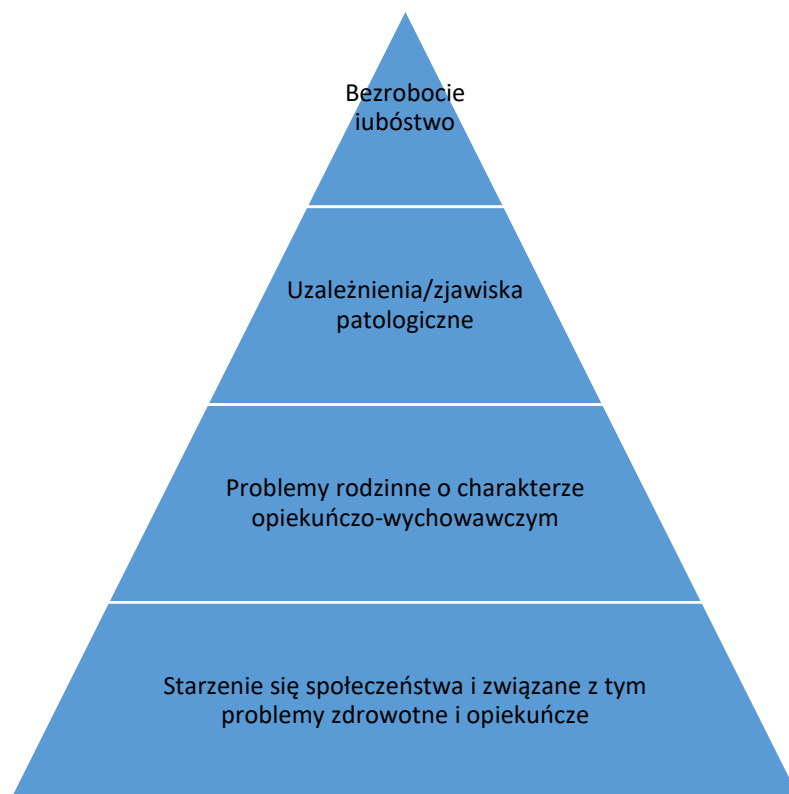 Bezrobocie
iubóstwo
Uzależnienia/zjawiska
patologiczne
Problemy rodzinne o charakterze
opiekuńczo-wychowawczym
Starzenie się społeczeństwa i związane z tym
problemy zdrowotne i opiekuńcze